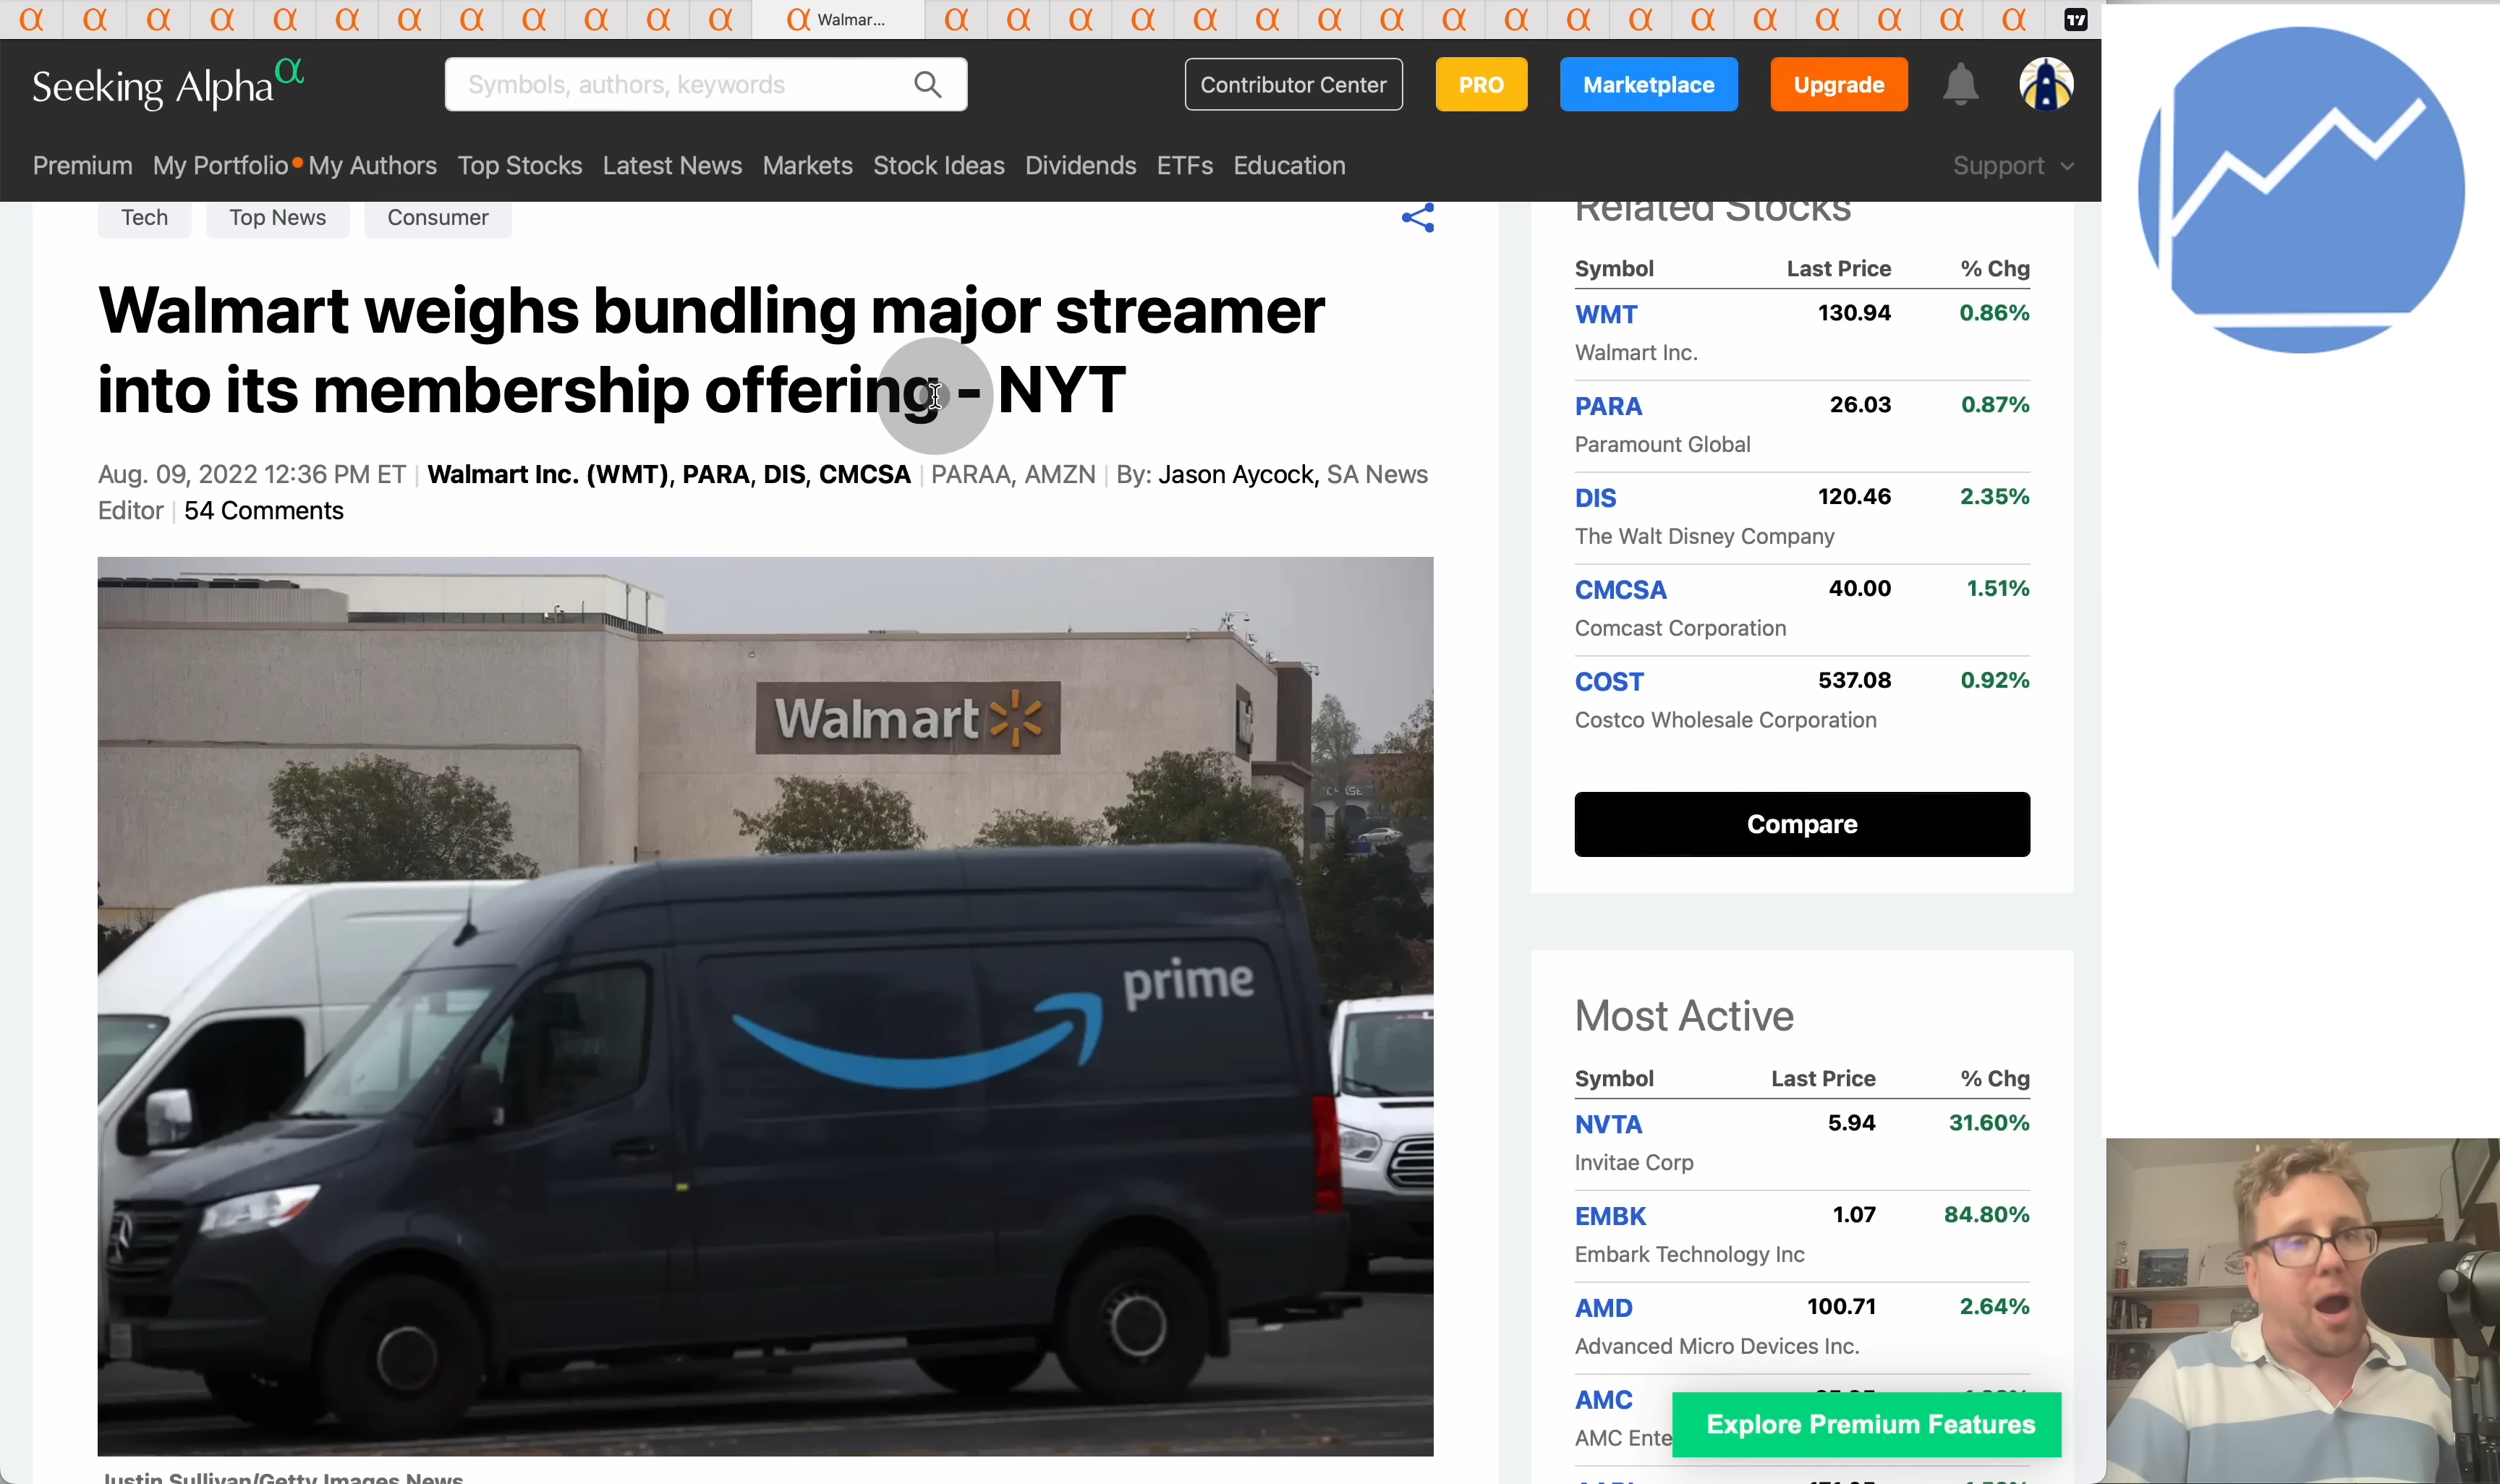 Walmar...
Seeking Alpha α
Symbols, authors, keywords
Contributor Center
PRO
Marketplace
Upgrade
Premium
My Portfolio
My Authors
Top Stocks
Latest News
Markets
Stock Ideas
Dividends
ETFs
Education
Support
Tech
Top News
Consumer
Walmart weighs bundling major streamer
into its membership offering - NYT
Aug. 09, 2022 12:36 PM ET | Walmart Inc. (WMT), PARA, DIS, CMCSA | PARAA, AMZN | By: Jason Aycock, SA News
Editor | 54 Comments
Walmart
prime
Justin Sullivan/Getty Images News
Related Stocks
Symbol Last Price % Chg
WMT 130.94 0.86%
Walmart Inc.
PARA 26.03 0.87%
Paramount Global
DIS 120.46 2.35%
The Walt Disney Company
CMCSA 40.00 1.51%
Comcast Corporation
COST 537.08 0.92%
Costco Wholesale Corporation
Compare
Most Active
Symbol Last Price % Chg
NVTA 5.94 31.60%
Invitae Corp
EMBK 1.07 84.80%
Embark Technology Inc
AMD 100.71 2.64%
Advanced Micro Devices Inc.
AMC
AMC Ente
Explore Premium Features